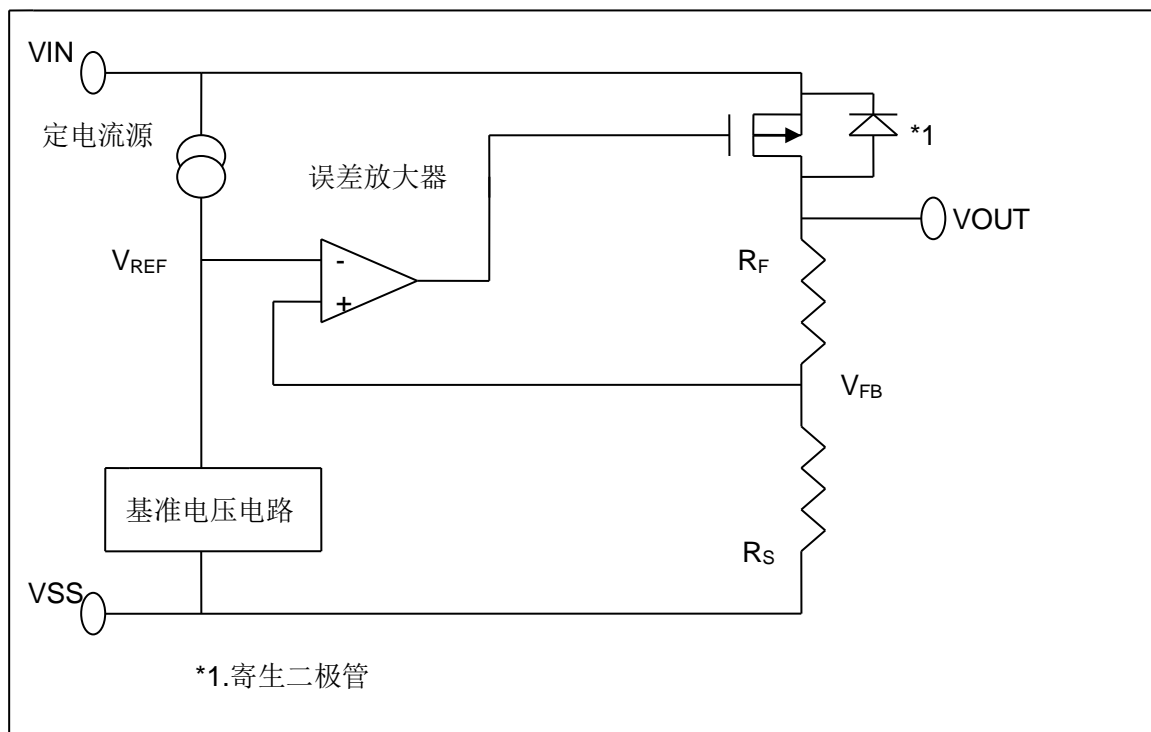 VIN
定电流源
*1
误差放大器
VOUT
VREF
-
RF
+
VFB
基准电压电路
RS
VSS
*1.寄生二极管